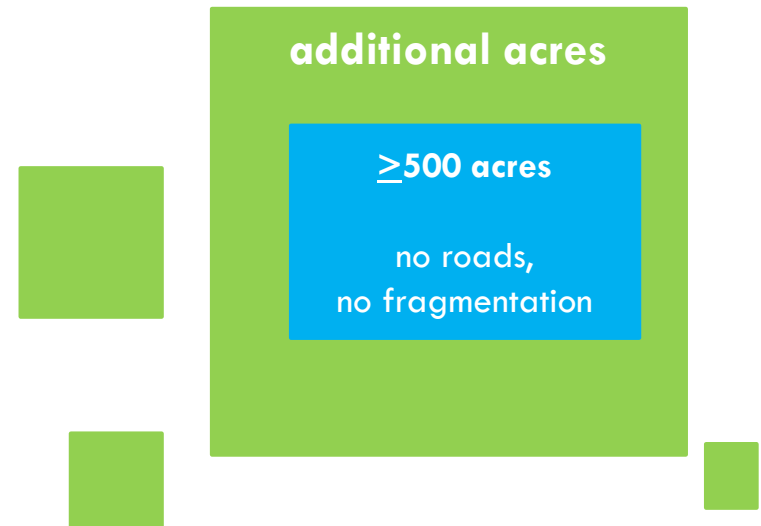 additional acres
≥500 acres
no roads,
no fragmentation